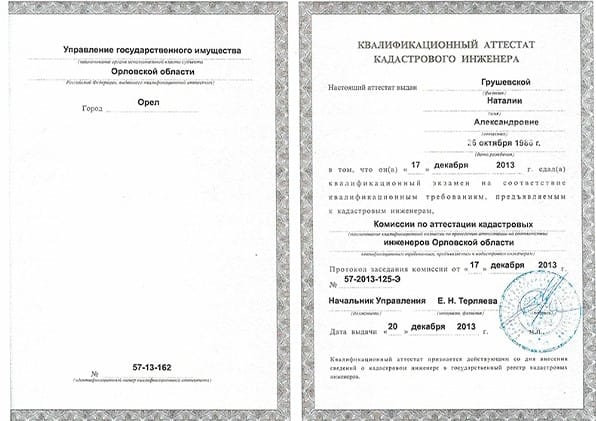 Управление государственного имущества
(наименование органа исполнительной власти субъекта
Орловской области
Российской Федерации, выдавшего квалификационный аттестат)
Город Орел
№ 57-13-162
(идентификационный номер квалификационного аттестата)
КВАЛИФИКАЦИОННЫЙ АТТЕСТАТ
КАДАСТРОВОГО ИНЖЕНЕРА
Настоящий аттестат выдан Грушевской
(фамилия)
Наталии
(имя)
Александровне
(отчество)
26 октября 1986 г.
(дата рождения)
в том, что он(а) «17» декабря 2013 г. сдал(а)
квалификационный экзамен на соответствие
квалификационным требованиям, предъявляемым
к кадастровым инженерам,
Комиссии по аттестации кадастровых
(наименование квалификационной комиссии по проведению аттестации на соответствие
инженеров Орловской области
квалификационным требованиям, предъявляемым к кадастровым инженерам)
Протокол заседания комиссии от «17» декабря 2013 г.
№ 57-2013-125-Э
Начальник Управления Е. Н. Терляева
(должность) (инициалы, фамилия) (подпись)
Дата выдачи «20» декабря 2013 г. М.П.
Квалификационный аттестат признается действующим со дня внесения
сведений о кадастровом инженере в государственный реестр кадастровых
инженеров.